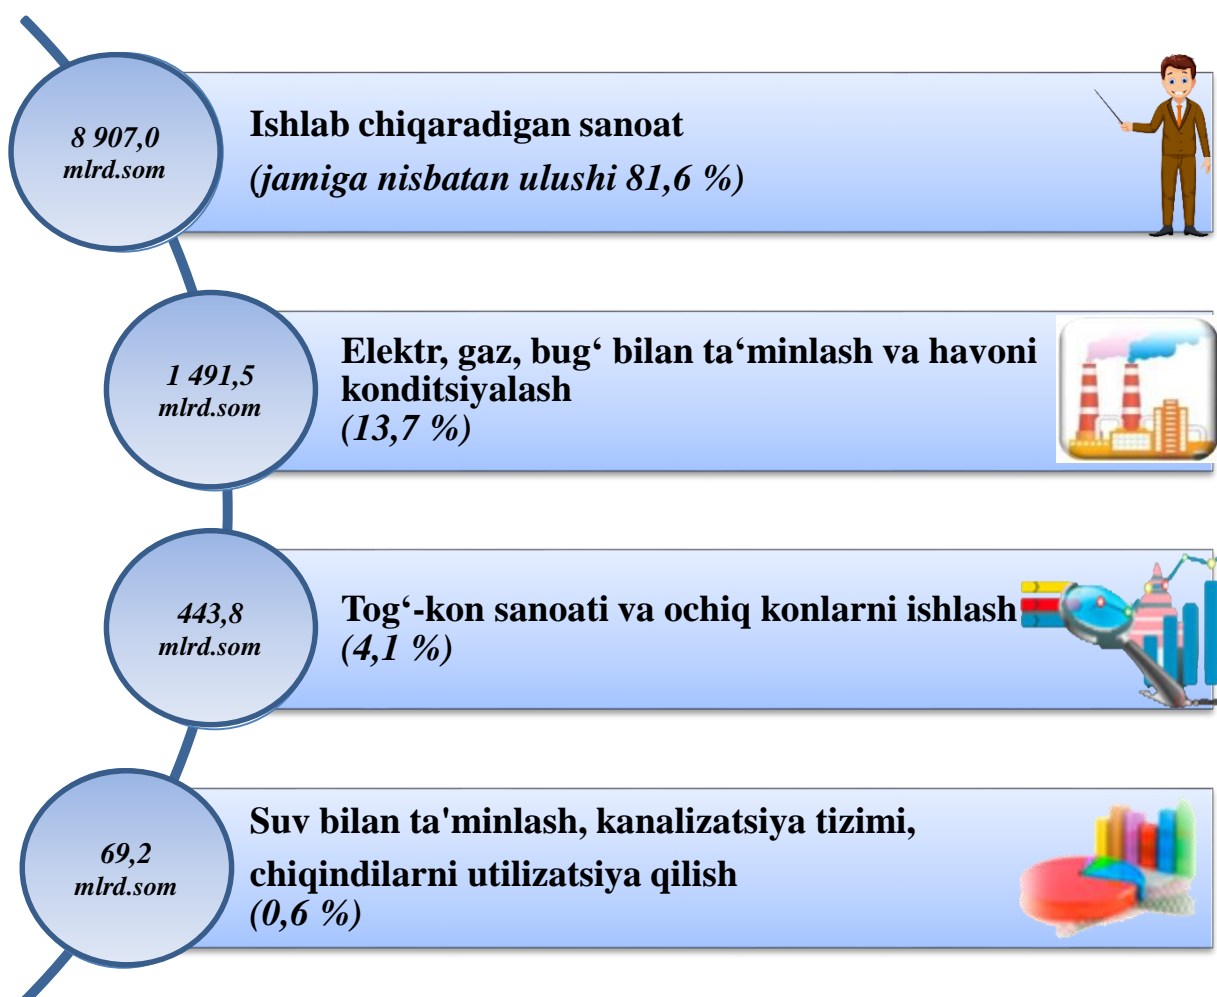 8 907,0
mlrd.som
Ishlab chiqaradigan sanoat
(jamiga nisbatan ulushi 81,6 %)
1 491,5
mlrd.som
Elektr, gaz, bug‘ bilan ta‘minlash va havoni
konditsiyalash
(13,7 %)
443,8
mlrd.som
Tog‘-kon sanoati va ochiq konlarni ishlash
(4,1 %)
69,2
mlrd.som
Suv bilan ta'minlash, kanalizatsiya tizimi,
chiqindilarni utilizatsiya qilish
(0,6 %)